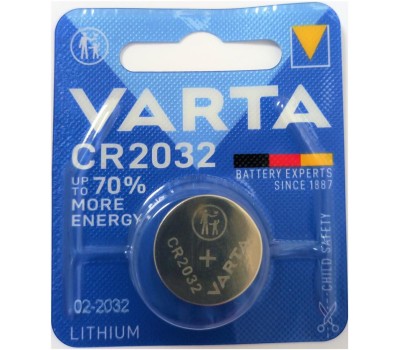 VARTA
CR2032
UP TO 70%
MORE
ENERGY
BATTERY EXPERTS
SINCE 1887
VARTA
+
CR2032
CHILD SAFETY
02-2032
LITHIUM